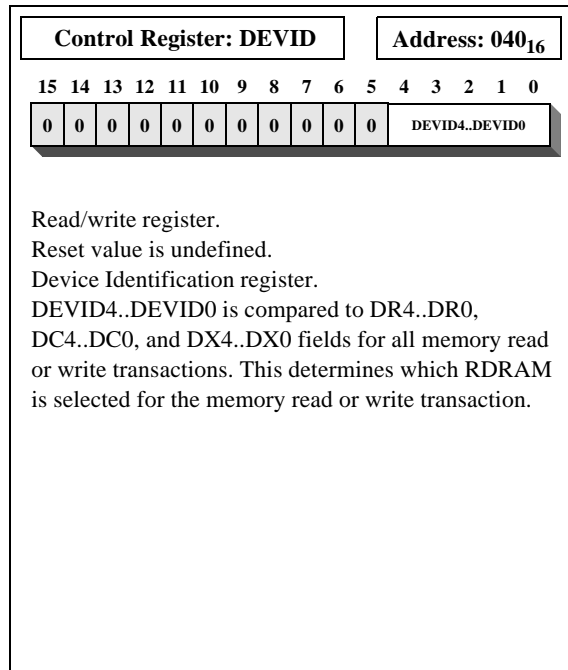 Control Register: DEVID Address: 040₁₆
15 14 13 12 11 10 9 8 7 6 5 4 3 2 1 0
0 0 0 0 0 0 0 0 0 0 0 DEVID4..DEVID0
Read/write register.
Reset value is undefined.
Device Identification register.
DEVID4..DEVID0 is compared to DR4..DR0,
DC4..DC0, and DX4..DX0 fields for all memory read
or write transactions. This determines which RDRAM
is selected for the memory read or write transaction.